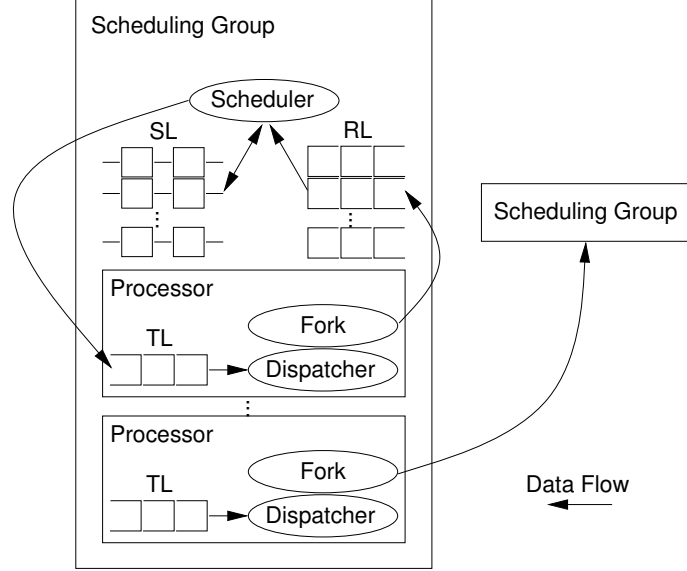 Scheduling Group
Scheduler
SL
RL
Scheduling Group
Processor
Fork
TL
Dispatcher
Processor
Fork
TL
Dispatcher
Data Flow